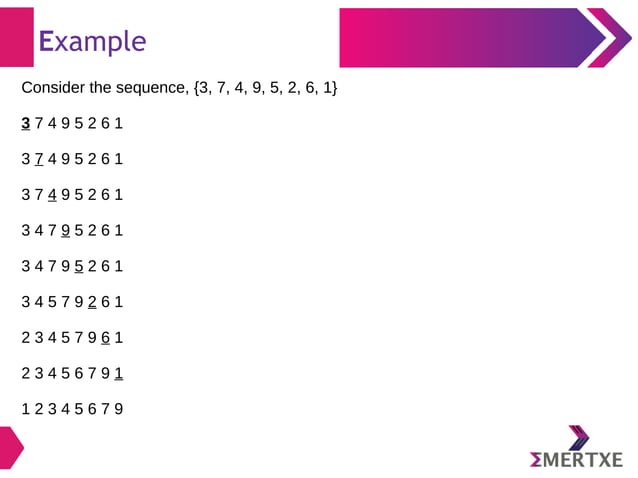 Example
Consider the sequence, {3, 7, 4, 9, 5, 2, 6, 1}
3 7 4 9 5 2 6 1
3 7 4 9 5 2 6 1
3 7 4 9 5 2 6 1
3 4 7 9 5 2 6 1
3 4 7 9 5 2 6 1
3 4 5 7 9 2 6 1
2 3 4 5 7 9 6 1
2 3 4 5 6 7 9 1
1 2 3 4 5 6 7 9
EMERTXE